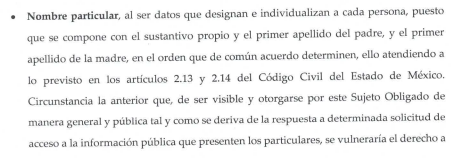 • Nombre particular, al ser datos que designan e individualizan a cada persona, puesto
que se compone con el sustantivo propio y el primer apellido del padre, y el primer
apellido de la madre, en el orden que de común acuerdo determinen, ello atendiendo a
lo previsto en los artículos 2.13 y 2.14 del Código Civil del Estado de México.
Circunstancia la anterior que, de ser visible y otorgarse por este Sujeto Obligado de
manera general y pública tal y como se deriva de la respuesta a determinada solicitud de
acceso a la información pública que presenten los particulares, se vulneraría el derecho a